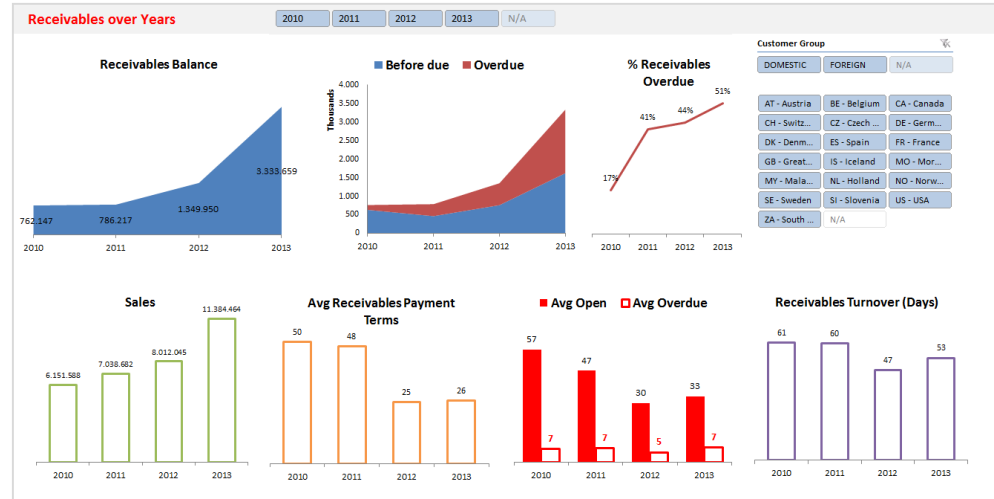 Receivables over Years
2010 2011 2012 2013 N/A
Customer Group
DOMESTIC FOREIGN N/A
AT - Austria BE - Belgium CA - Canada
CH - Switz... CZ - Czech ... DE - Germ...
DK - Denm... ES - Spain FR - France
GB - Great... IS - Iceland MO - Mor...
MY - Mala... NL - Holland NO - Norw...
SE - Sweden SI - Slovenia US - USA
ZA - South ... N/A
Receivables Balance
3.333.659
1.349.950
762.147 786.217
2010 2011 2012 2013
Before due Overdue
Thousands
4.000
3.500
3.000
2.500
2.000
1.500
1.000
500
0
2010 2011 2012 2013
% Receivables
Overdue
51%
44%
41%
17%
2010 2011 2012 2013
Sales
11.384.464
8.012.045
7.038.682
6.151.588
2010 2011 2012 2013
Avg Receivables Payment
Terms
50 48 25 26
2010 2011 2012 2013
Avg Open Avg Overdue
57 47 30 33
7 7 5 7
2010 2011 2012 2013
Receivables Turnover (Days)
61 60 47 53
2010 2011 2012 2013